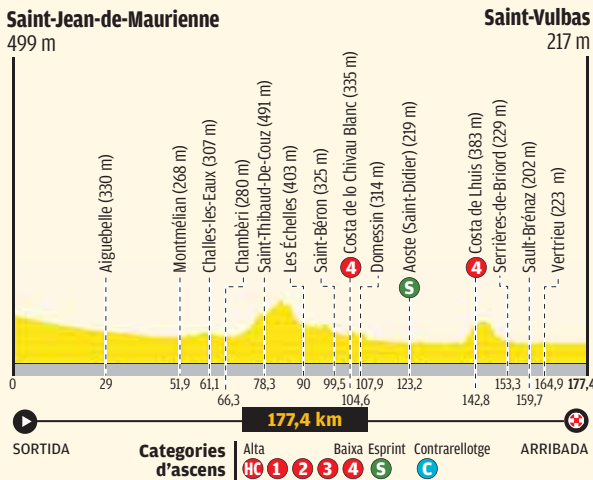 Saint-Jean-de-Maurienne
499 m
Saint-Vulbas
217 m
Aiguebelle (330 m)
Montmélian (268 m)
Challes-les-Eaux (307 m)
Chambèri (280 m)
Saint-Thibaud-De-Couz (491 m)
Les Échelles (403 m)
Saint-Béron (325 m)
4 Costa de lo Chivau Blanc (335 m)
Domessin (314 m)
S Aoste (Saint-Didier) (219 m)
4 Costa de Lhuis (383 m)
Serrières-de-Briord (229 m)
Sault-Brénaz (202 m)
Vertrieu (223 m)
0 29 51,9 61,1 78,3 90 99,5 107,9 123,2 142,8 153,3 164,9 177,4
66,3 104,6 159,7
177,4 km
SORTIDA
ARRIBADA
Categories
d'ascens
Alta Baixa Esprint Contrarellotge
HC 1 2 3 4 S C